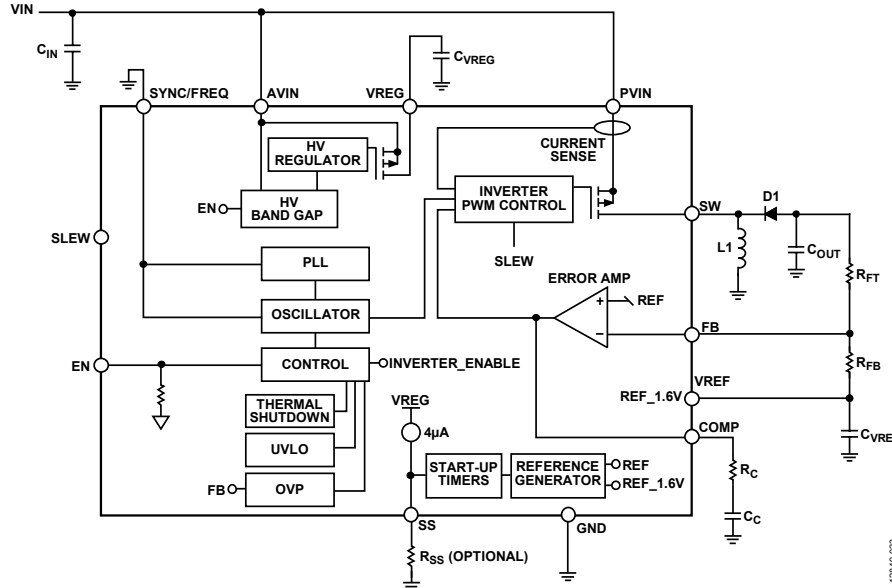 VIN
CIN
CVREG
SYNC/FREQ
AVIN
VREG
PVIN
HV
REGULATOR
CURRENT
SENSE
HV
BAND GAP
EN
INVERTER
PWM CONTROL
SLEW
SW
D1
L1
COUT
RFT
SLEW
PLL
ERROR AMP
REF
OSCILLATOR
FB
RFB
EN
CONTROL
INVERTER_ENABLE
VREF
REF_1.6V
THERMAL
SHUTDOWN
VREG
4µA
COMP
CVRE
UVLO
RC
START-UP
TIMERS
REFERENCE
GENERATOR
REF
REF_1.6V
FB
OVP
CC
SS
GND
RSS (OPTIONAL)